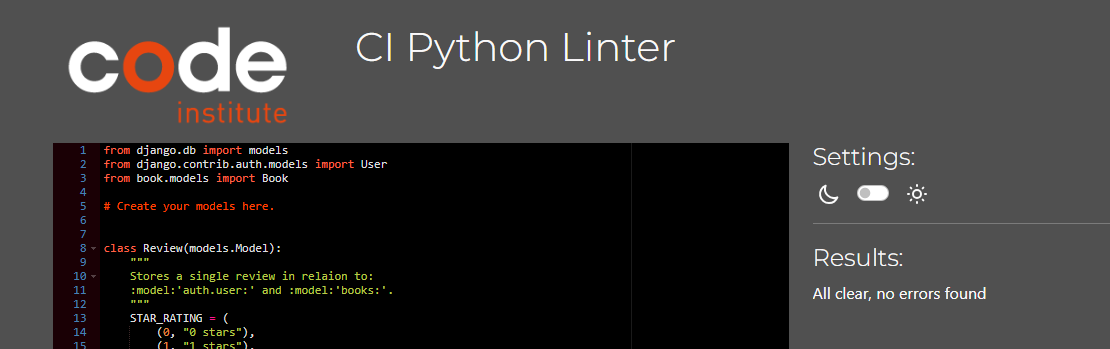 code
institute
CI Python Linter
1 from django.db import models
2 from django.contrib.auth.models import User
3 from book.models import Book
4
5 # Create your models here.
6
7
8 class Review(models.Model):
9 """
10 Stores a single review in relaion to:
11 :model:'auth.user:' and :model:'books:'.
12 """
13 STAR_RATING = (
14 (0, "0 stars"),
15 (1, "1 stars"),
Settings:
Results:
All clear, no errors found